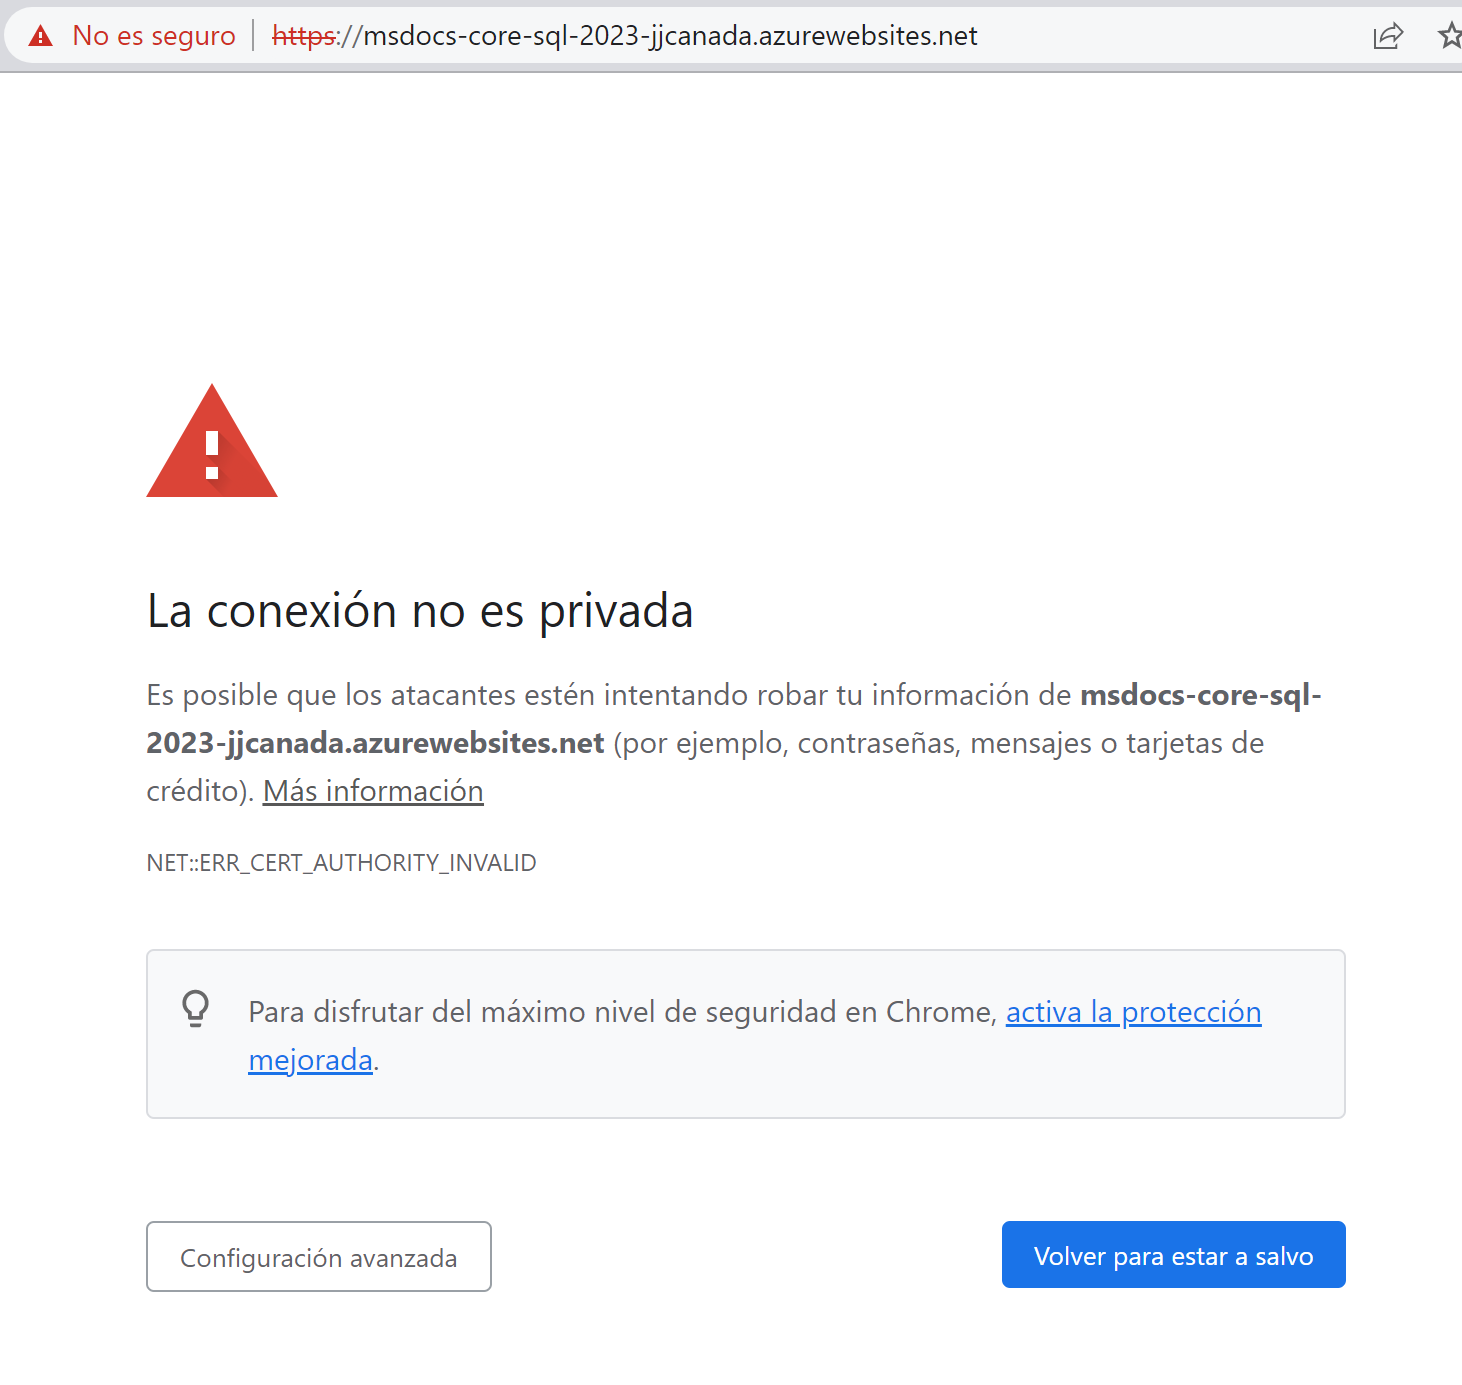 No es seguro | https://msdocs-core-sql-2023-jjcanada.azurewebsites.net
La conexión no es privada
Es posible que los atacantes estén intentando robar tu información de msdocs-core-sql-
2023-jjcanada.azurewebsites.net (por ejemplo, contraseñas, mensajes o tarjetas de
crédito). Más información
NET::ERR_CERT_AUTHORITY_INVALID
Para disfrutar del máximo nivel de seguridad en Chrome, activa la protección
mejorada.
Configuración avanzada
Volver para estar a salvo